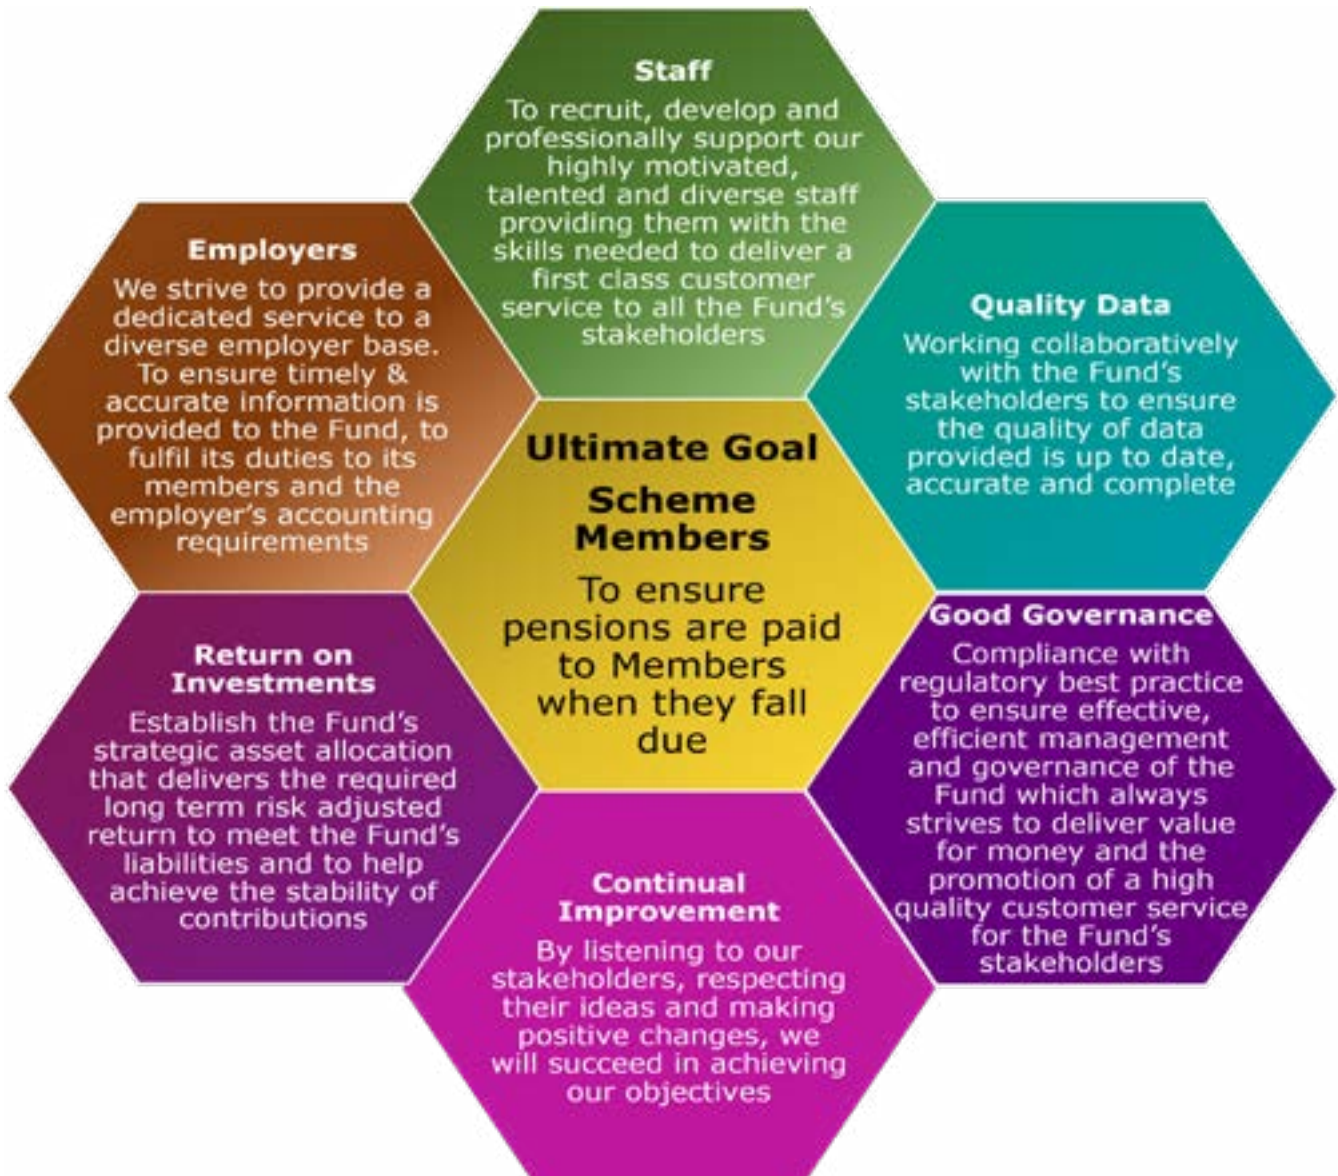 Staff
To recruit, develop and
professionally support our
highly motivated,
talented and diverse staff
providing them with the
skills needed to deliver a
first class customer
service to all the Fund's
stakeholders
Employers
We strive to provide a
dedicated service to a
diverse employer base.
To ensure timely &
accurate information is
provided to the Fund, to
fulfil its duties to its
members and the
employer's accounting
requirements
Quality Data
Working collaboratively
with the Fund's
stakeholders to ensure
the quality of data
provided is up to date,
accurate and complete
Ultimate Goal
Scheme
Members
To ensure
pensions are paid
to Members
when they fall
due
Return on
Investments
Establish the Fund's
strategic asset allocation
that delivers the required
long term risk adjusted
return to meet the Fund's
liabilities and to help
achieve the stability of
contributions
Good Governance
Compliance with
regulatory best practice
to ensure effective,
efficient management
and governance of the
Fund which always
strives to deliver value
for money and the
promotion of a high
quality customer service
for the Fund's
stakeholders
Continual
Improvement
By listening to our
stakeholders, respecting
their ideas and making
positive changes, we
will succeed in achieving
our objectives